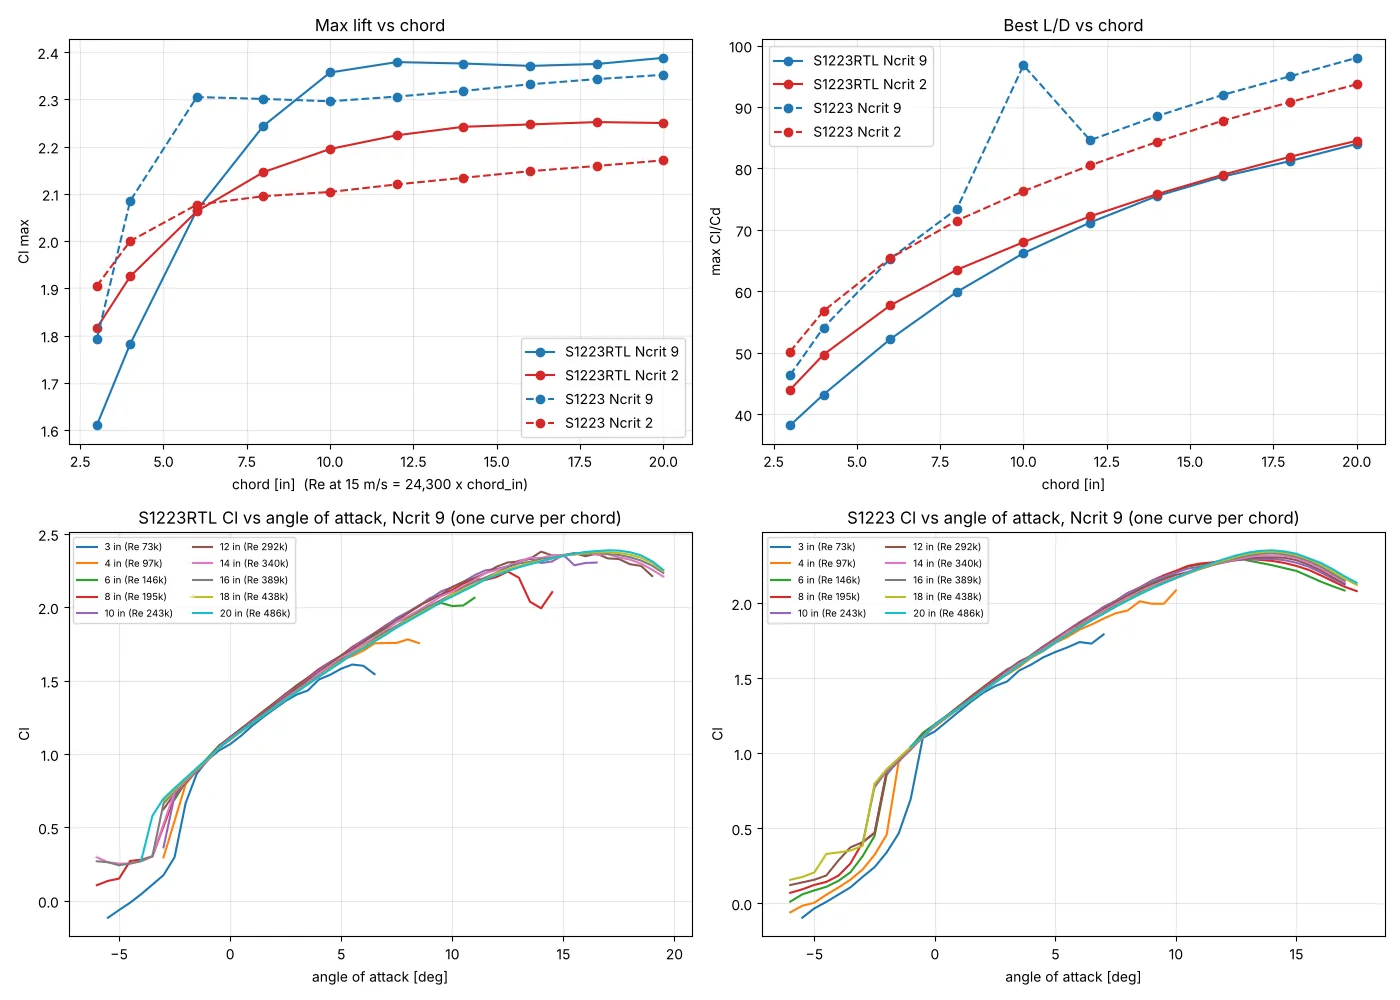 Max lift vs chord
2.4
2.3
2.2
2.1
2.0
1.9
1.8
1.7
1.6
Cl max
2.5
5.0
7.5
10.0
12.5
15.0
17.5
20.0
chord [in]  (Re at 15 m/s = 24,300 x chord_in)
S1223RTL Ncrit 9
S1223RTL Ncrit 2
S1223 Ncrit 9
S1223 Ncrit 2
Best L/D vs chord
100
90
80
70
60
50
40
max Cl/Cd
2.5
5.0
7.5
10.0
12.5
15.0
17.5
20.0
chord [in]
S1223RTL Ncrit 9
S1223RTL Ncrit 2
S1223 Ncrit 9
S1223 Ncrit 2
S1223RTL Cl vs angle of attack, Ncrit 9 (one curve per chord)
2.5
2.0
1.5
1.0
0.5
0.0
Cl
−5
0
5
10
15
20
angle of attack [deg]
3 in (Re 73k)
4 in (Re 97k)
6 in (Re 146k)
8 in (Re 195k)
10 in (Re 243k)
12 in (Re 292k)
14 in (Re 340k)
16 in (Re 389k)
18 in (Re 438k)
20 in (Re 486k)
S1223 Cl vs angle of attack, Ncrit 9 (one curve per chord)
2.0
1.5
1.0
0.5
0.0
Cl
−5
0
5
10
15
angle of attack [deg]
3 in (Re 73k)
4 in (Re 97k)
6 in (Re 146k)
8 in (Re 195k)
10 in (Re 243k)
12 in (Re 292k)
14 in (Re 340k)
16 in (Re 389k)
18 in (Re 438k)
20 in (Re 486k)